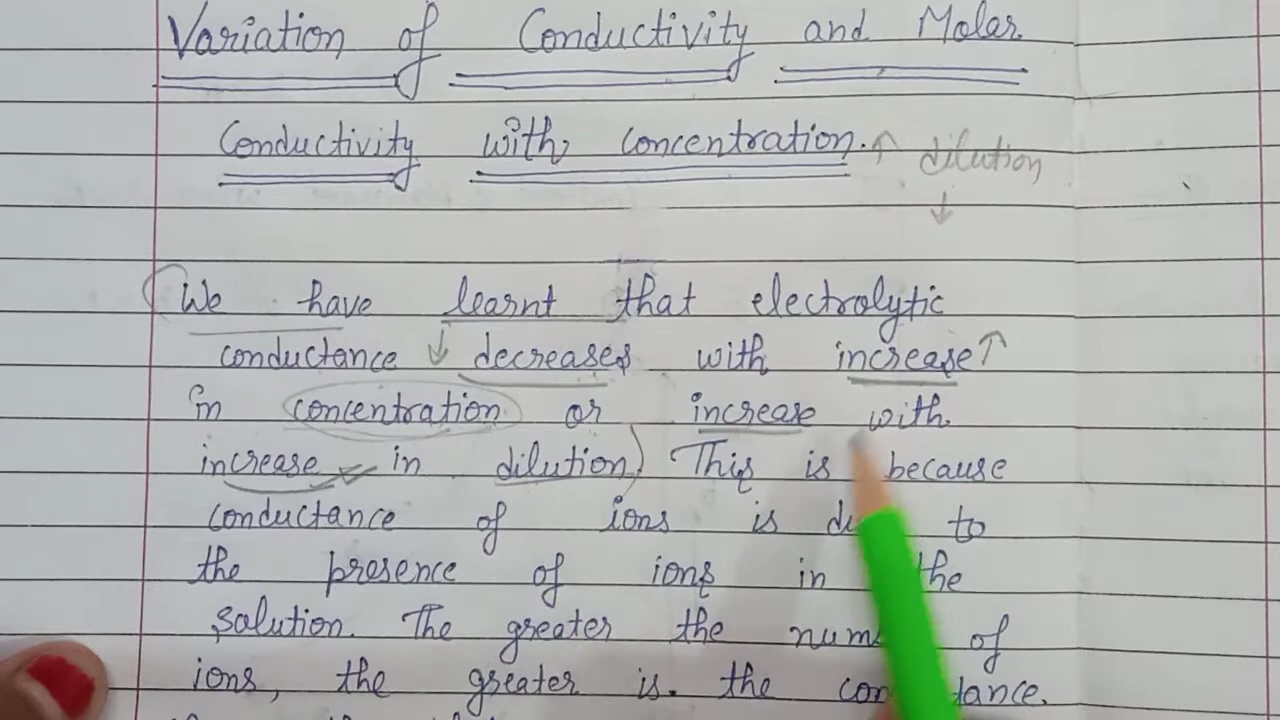 Variation of Conductivity and Molar
Conductivity with concentration. ↑ dilution
↓
We have learnt that electrolytic
conductance ↓ decreases with increase ↑
in concentration or increase with
increase in dilution) This is because
conductance of ions is to
the presence of ions in the
solution. The greater the of
ions, the greater is the